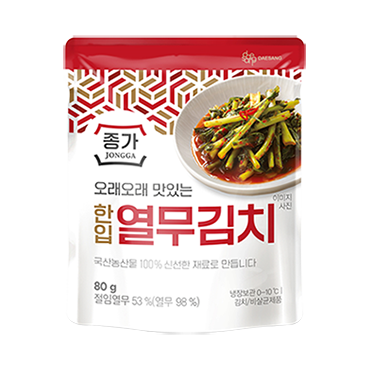 DAESANG
종가
JONGGA
오래오래 맛있는
이미지
사진
한입 열무김치
국산농산물 100% 신선한 재료로 만듭니다
80 g
절임열무 53 %(열무 98 %)
냉장보관 0~10℃
김치/비살균제품